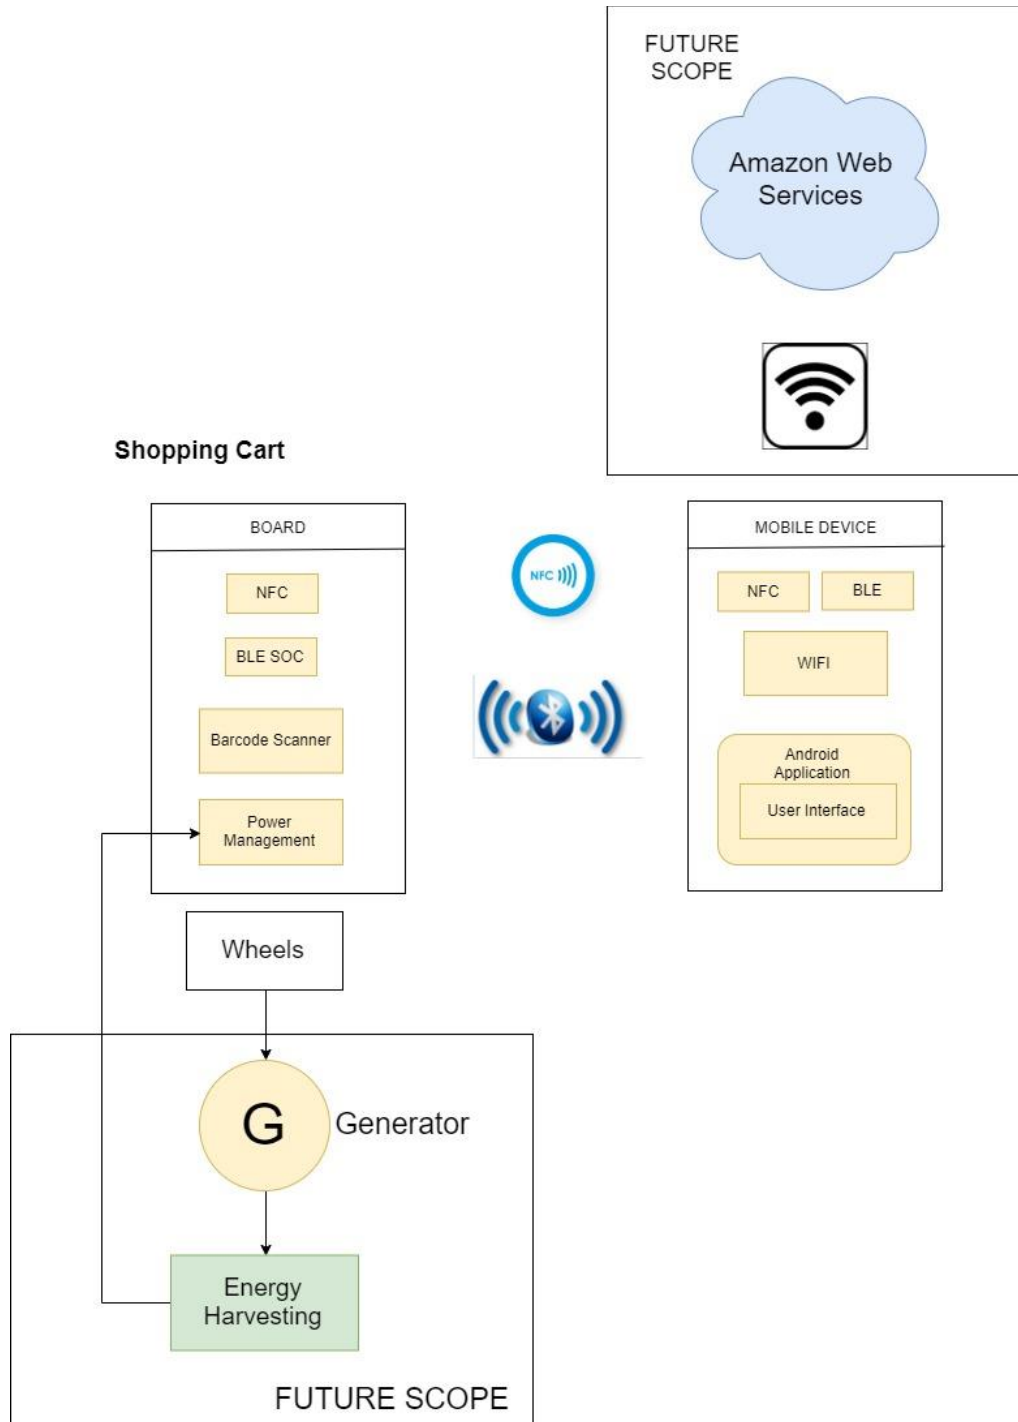 FUTURE
SCOPE
Amazon Web
Services
Shopping Cart
BOARD
NFC
BLE SOC
Barcode Scanner
Power
Management
NFC
MOBILE DEVICE
NFC
BLE
WIFI
Android
Application
User Interface
Wheels
G
Generator
Energy
Harvesting
FUTURE SCOPE